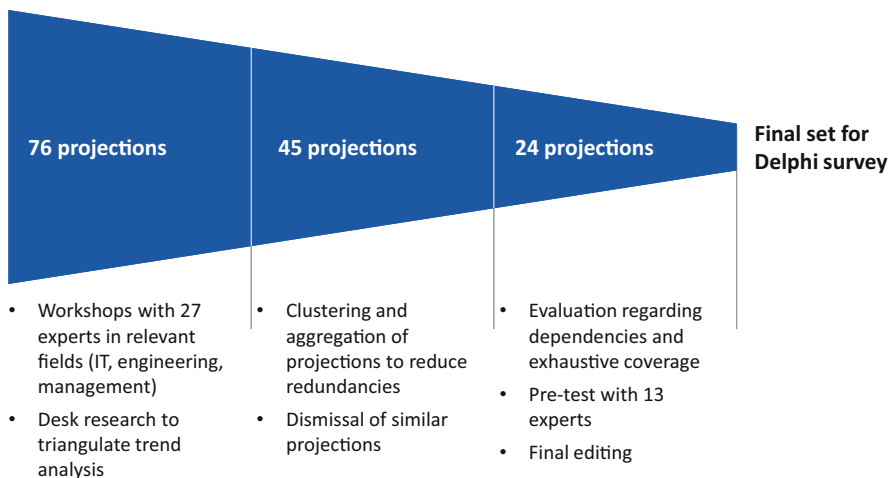 76 projections
45 projections
24 projections
Final set for
Delphi survey
• Workshops with 27
experts in relevant
fields (IT, engineering,
management)
• Desk research to
triangulate trend
analysis
• Clustering and
aggregation of
projections to reduce
redundancies
• Dismissal of similar
projections
• Evaluation regarding
dependencies and
exhaustive coverage
• Pre-test with 13
experts
• Final editing